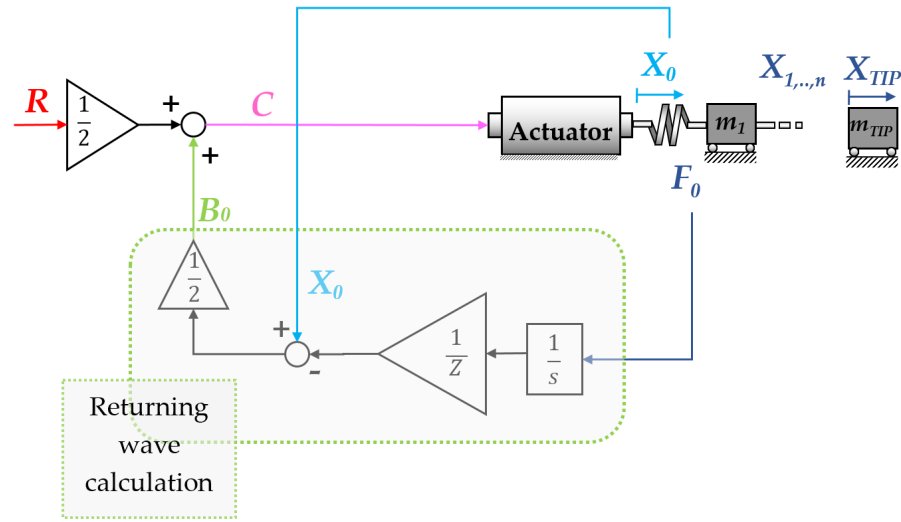 X0
X1,..,n
XTIP
R
1
2
+
+
C
Actuator
m1
mTIP
F0
B0
1
2
X0
+
-
1
Z
1
s
Returning
wave
calculation